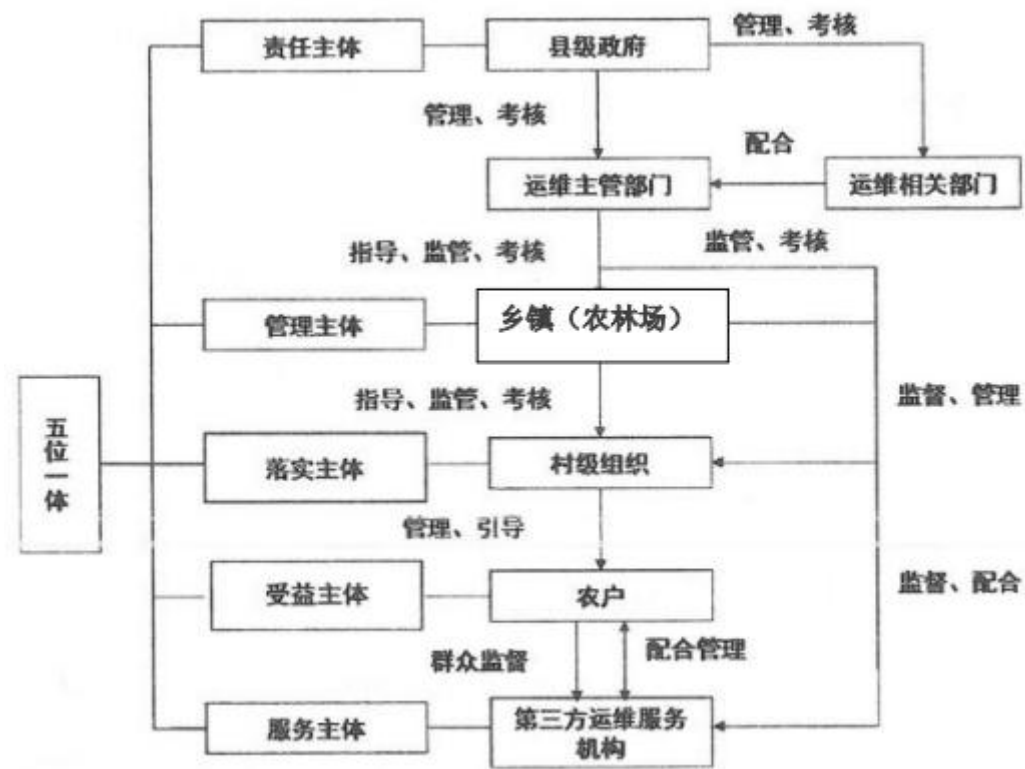 责任主体
县级政府
管理、考核
管理、考核
配合
运维主管部门
运维相关部门
指导、监管、考核
监管、考核
管理主体
乡镇（农林场）
指导、监管、考核
监督、管理
五位一体
落实主体
村级组织
管理、引导
受益主体
农户
监督、配合
群众监督
配合管理
服务主体
第三方运维服务
机构